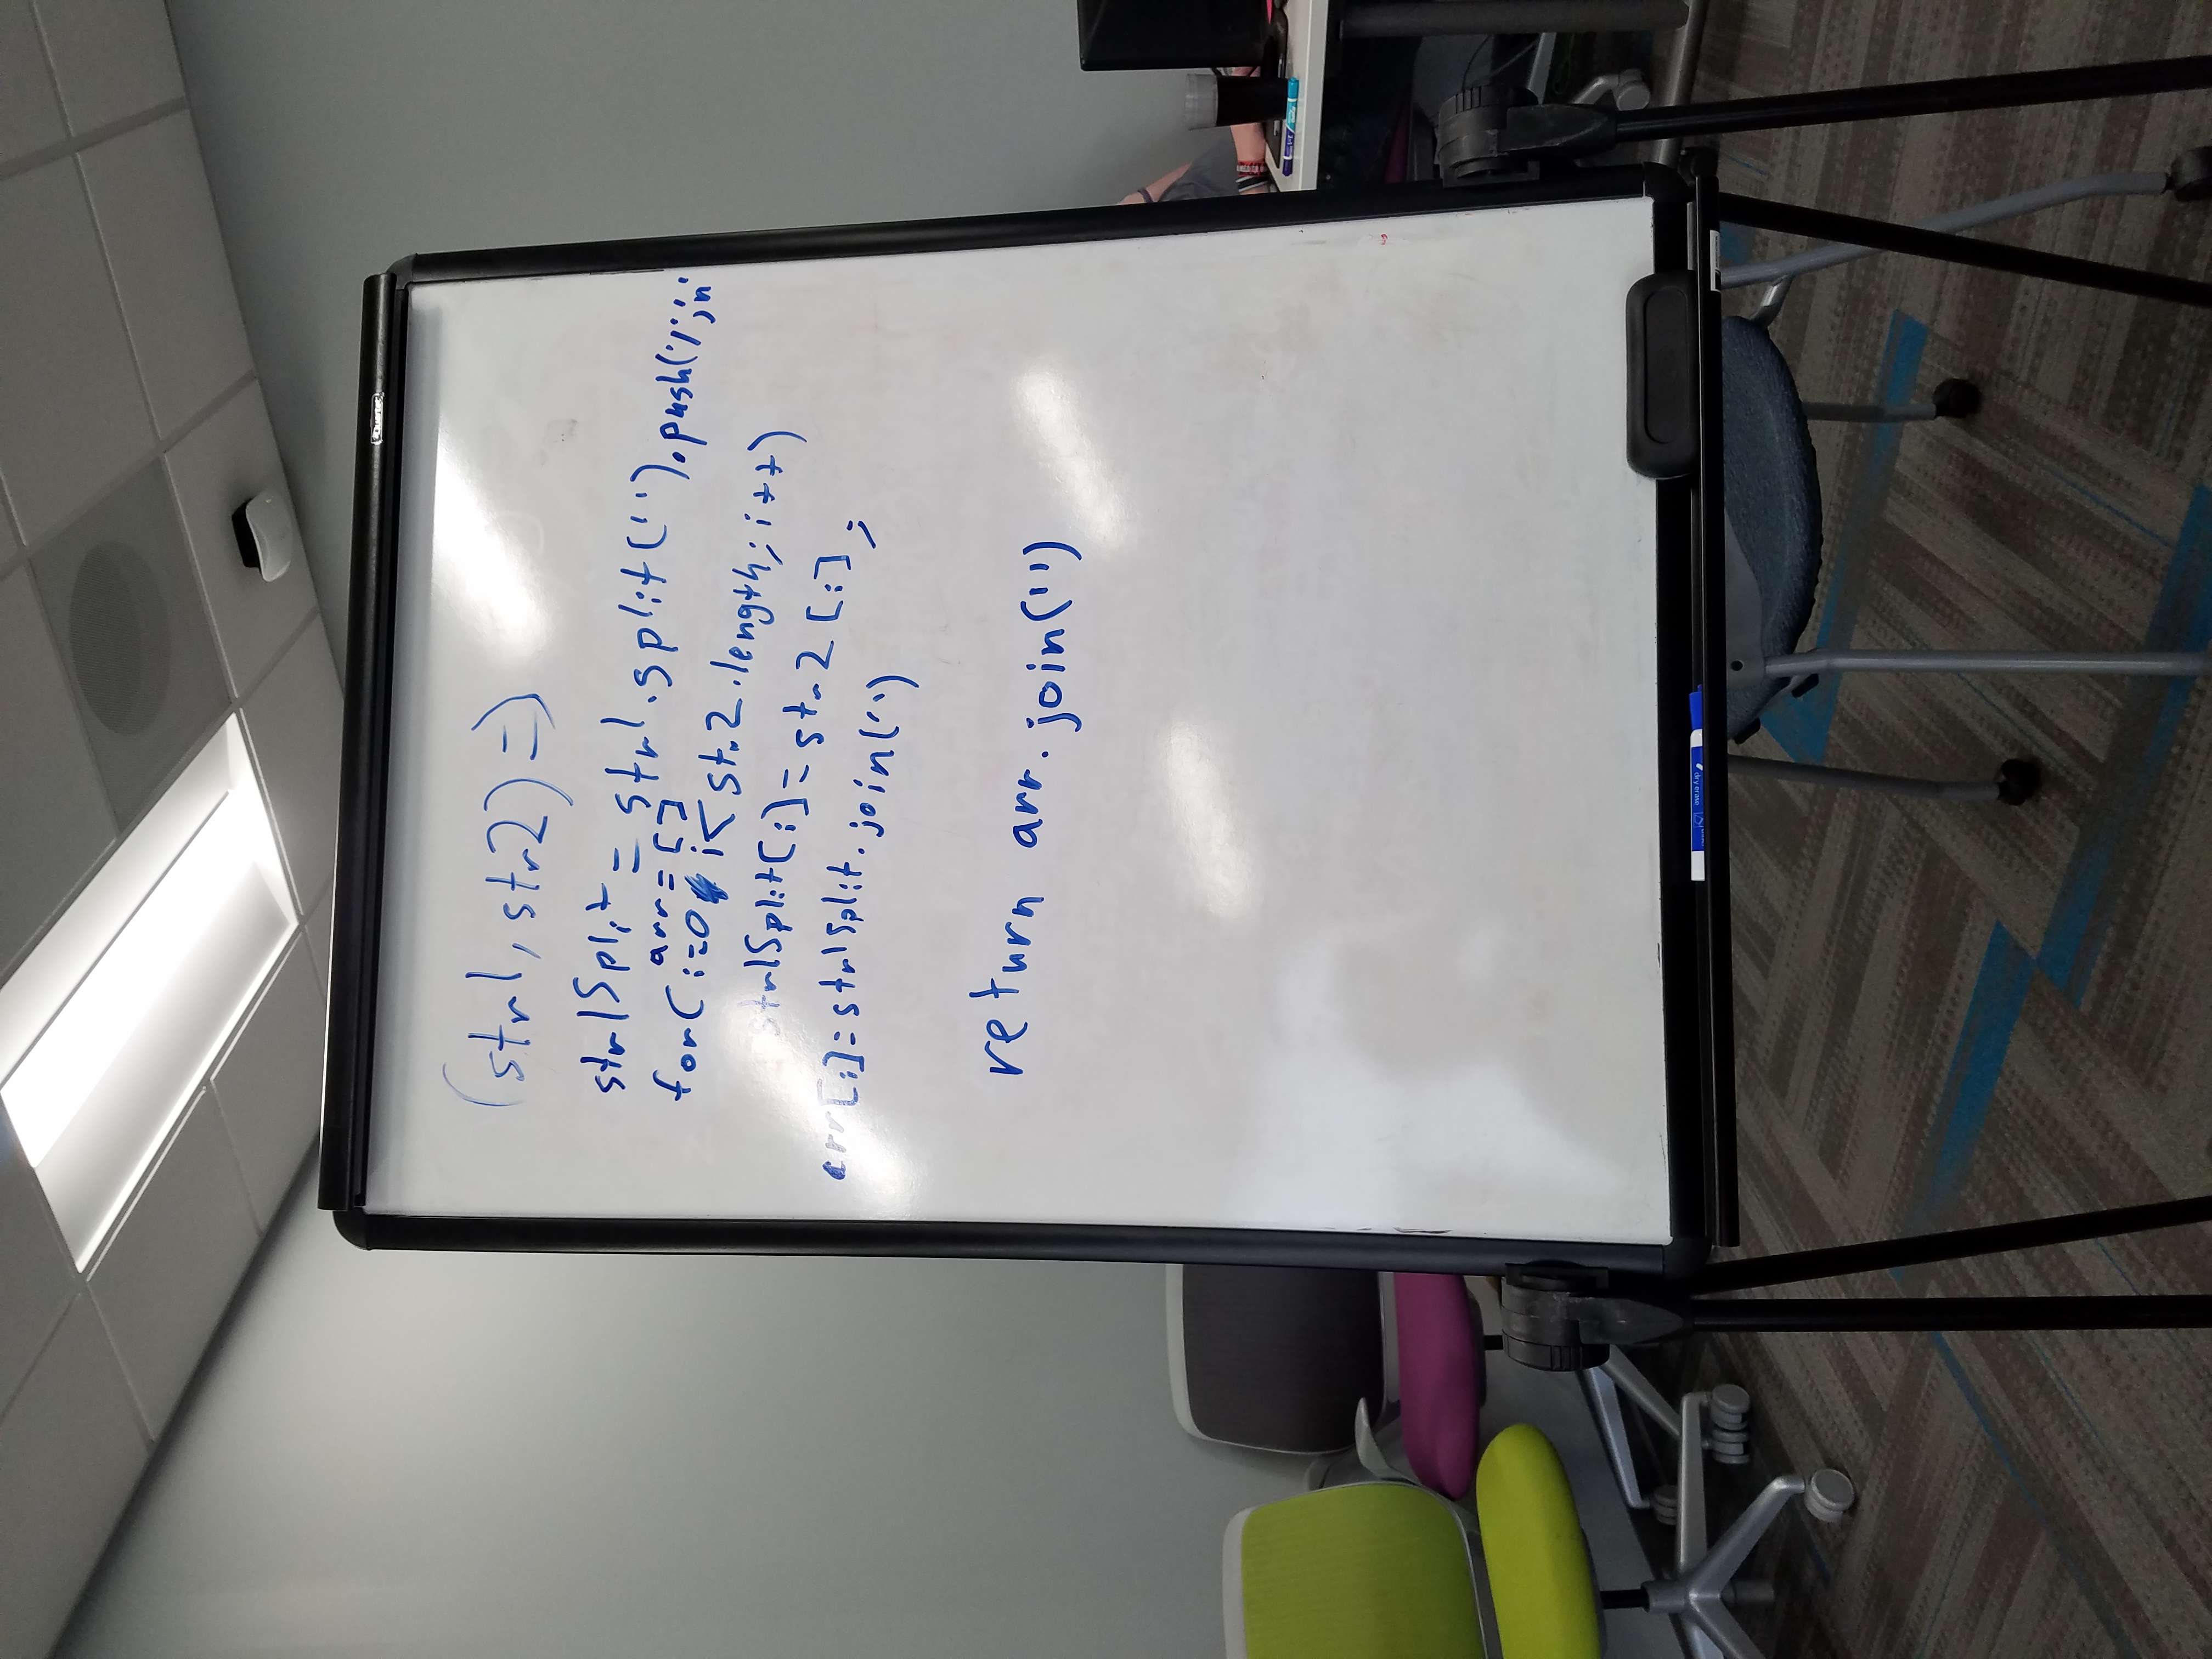 Quartet
(str1, str2) =>
str1Split = str1.split('').push('
arr = []
for( i=0 i< str2.length; i++)
str1Split[i] = str2[i];
arr[i] = str1Split.join('')
return arr.join('')
dry erase